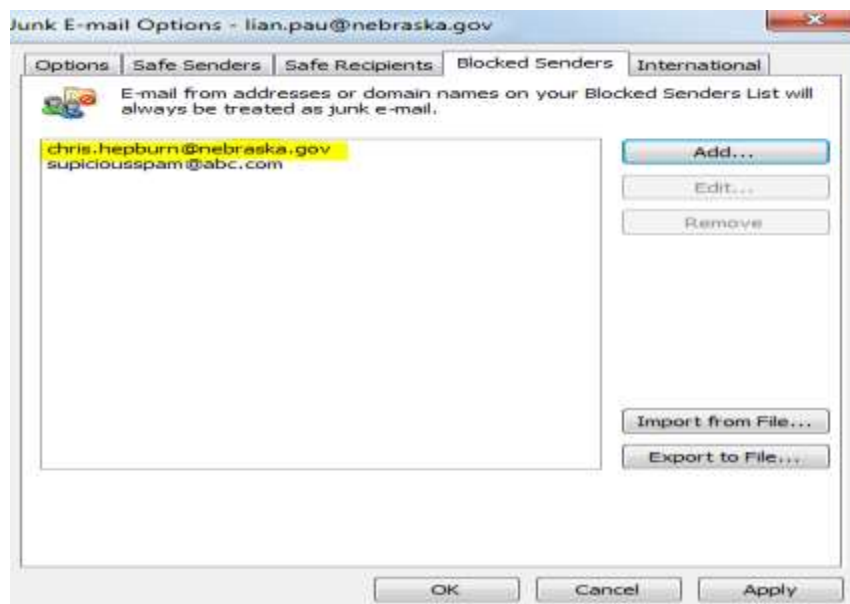 Junk E-mail Options - lian.pau@nebraska.gov
Options Safe Senders Safe Recipients Blocked Senders International
E-mail from addresses or domain names on your Blocked Senders List will
always be treated as junk e-mail.
chris.hepburn@nebraska.gov
supiciousspam@abc.com
Add...
Edit...
Remove
Import from File...
Export to File...
OK Cancel Apply